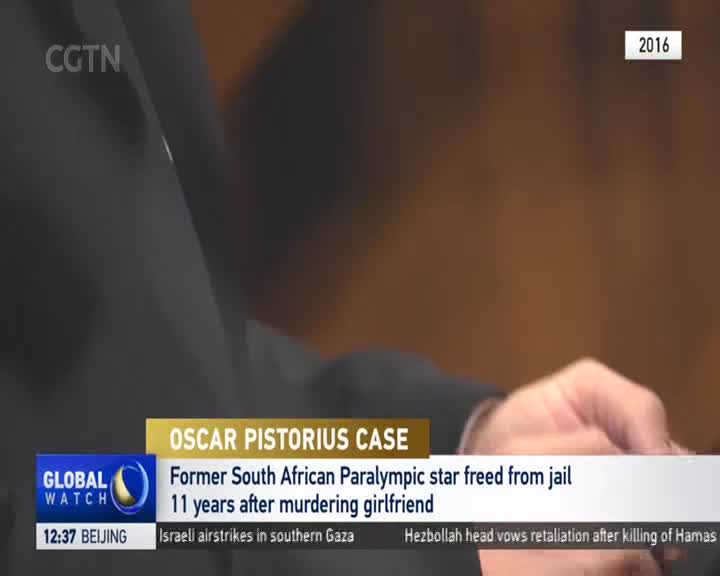 CGTN
2016
OSCAR PISTORIUS CASE
GLOBAL
WATCH
Former South African Paralympic star freed from jail
11 years after murdering girlfriend
12:37 BEIJING
Israeli airstrikes in southern Gaza Hezbollah head vows retaliation after killing of Hamas